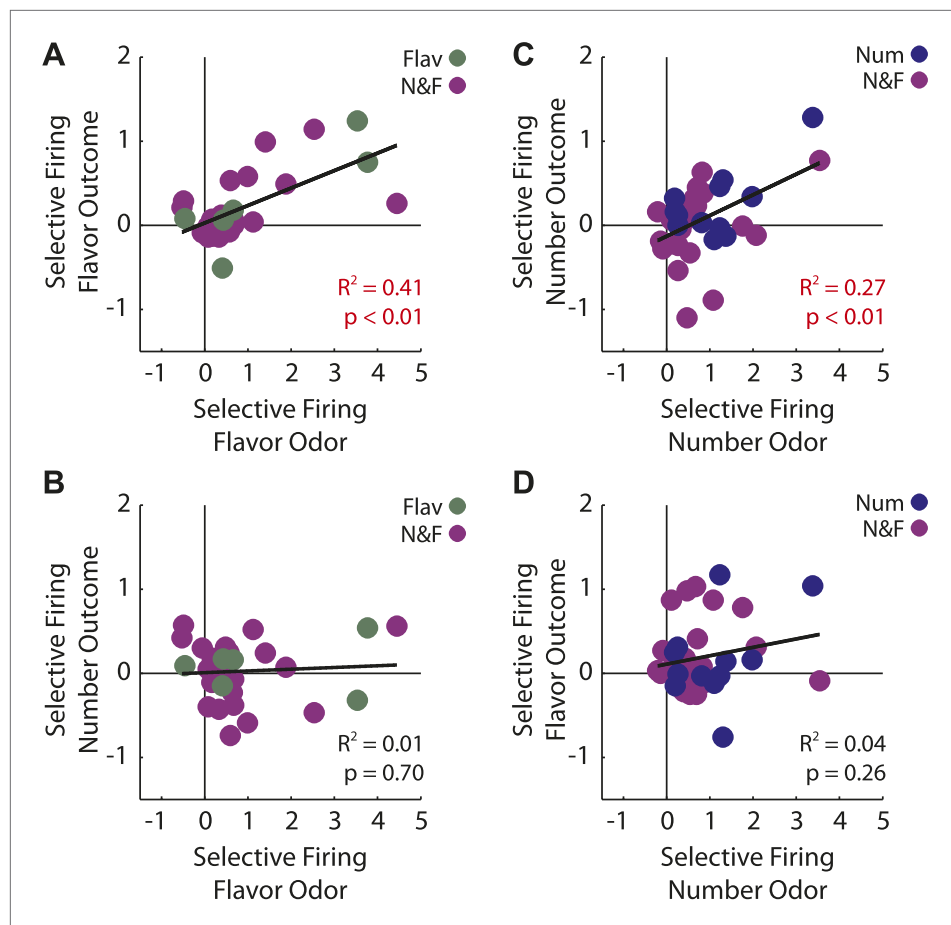 A
Flav
N&F
Selective Firing
Flavor Outcome
2
1
0
-1
R² = 0.41
p < 0.01
-1 0 1 2 3 4 5
Selective Firing
Flavor Odor
C
Num
N&F
Selective Firing
Number Outcome
2
1
0
-1
R² = 0.27
p < 0.01
-1 0 1 2 3 4 5
Selective Firing
Number Odor
B
Flav
N&F
Selective Firing
Number Outcome
2
1
0
-1
R² = 0.01
p = 0.70
-1 0 1 2 3 4 5
Selective Firing
Flavor Odor
D
Num
N&F
Selective Firing
Flavor Outcome
2
1
0
-1
R² = 0.04
p = 0.26
-1 0 1 2 3 4 5
Selective Firing
Number Odor